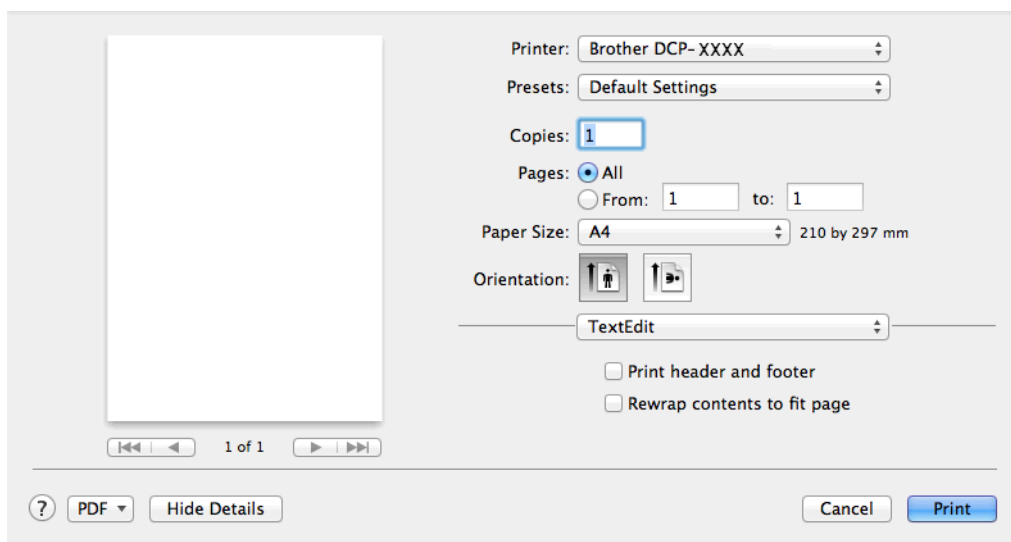 Printer: Brother DCP-XXXX
Presets: Default Settings
Copies: 1
Pages: All
From: 1 to: 1
Paper Size: A4 210 by 297 mm
Orientation:
TextEdit
Print header and footer
Rewrap contents to fit page
1 of 1
? PDF Hide Details Cancel Print